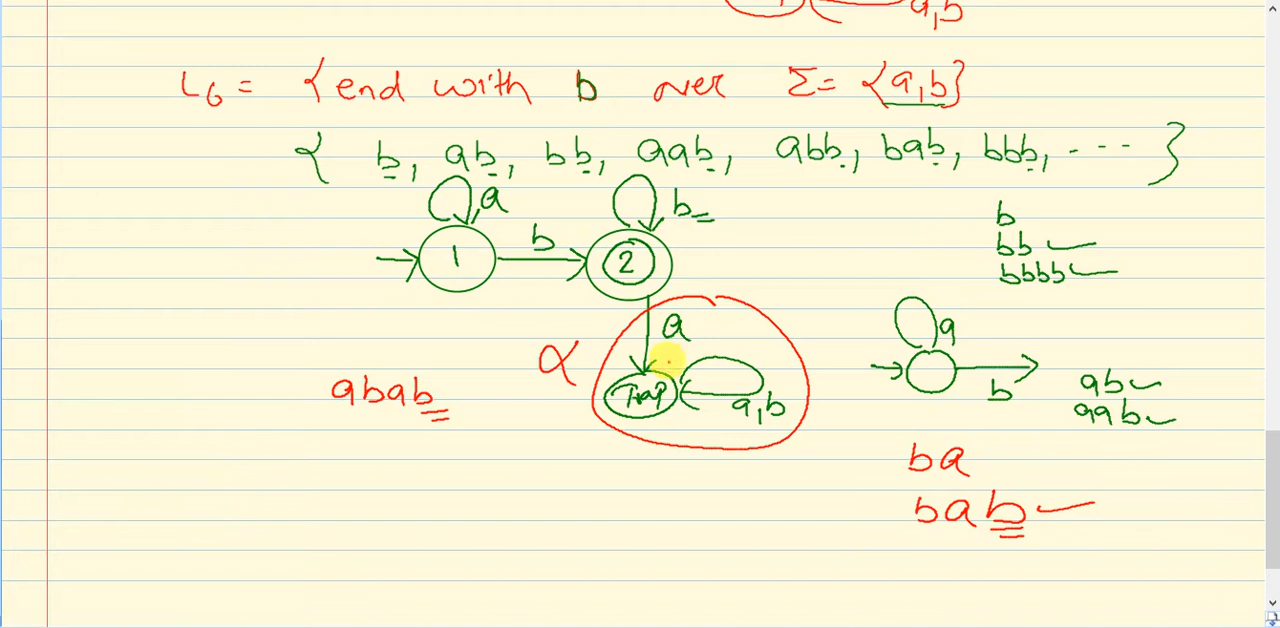 a,b
L6 = { end with b over Σ = {a,b}
{ b, ab, bb, aab, abb, bab, bbb, ---- }
a
b
b
1
b
2
bb
bbbb
a
a
Trap
a,b
abab
b
ab
aab
ba
bab